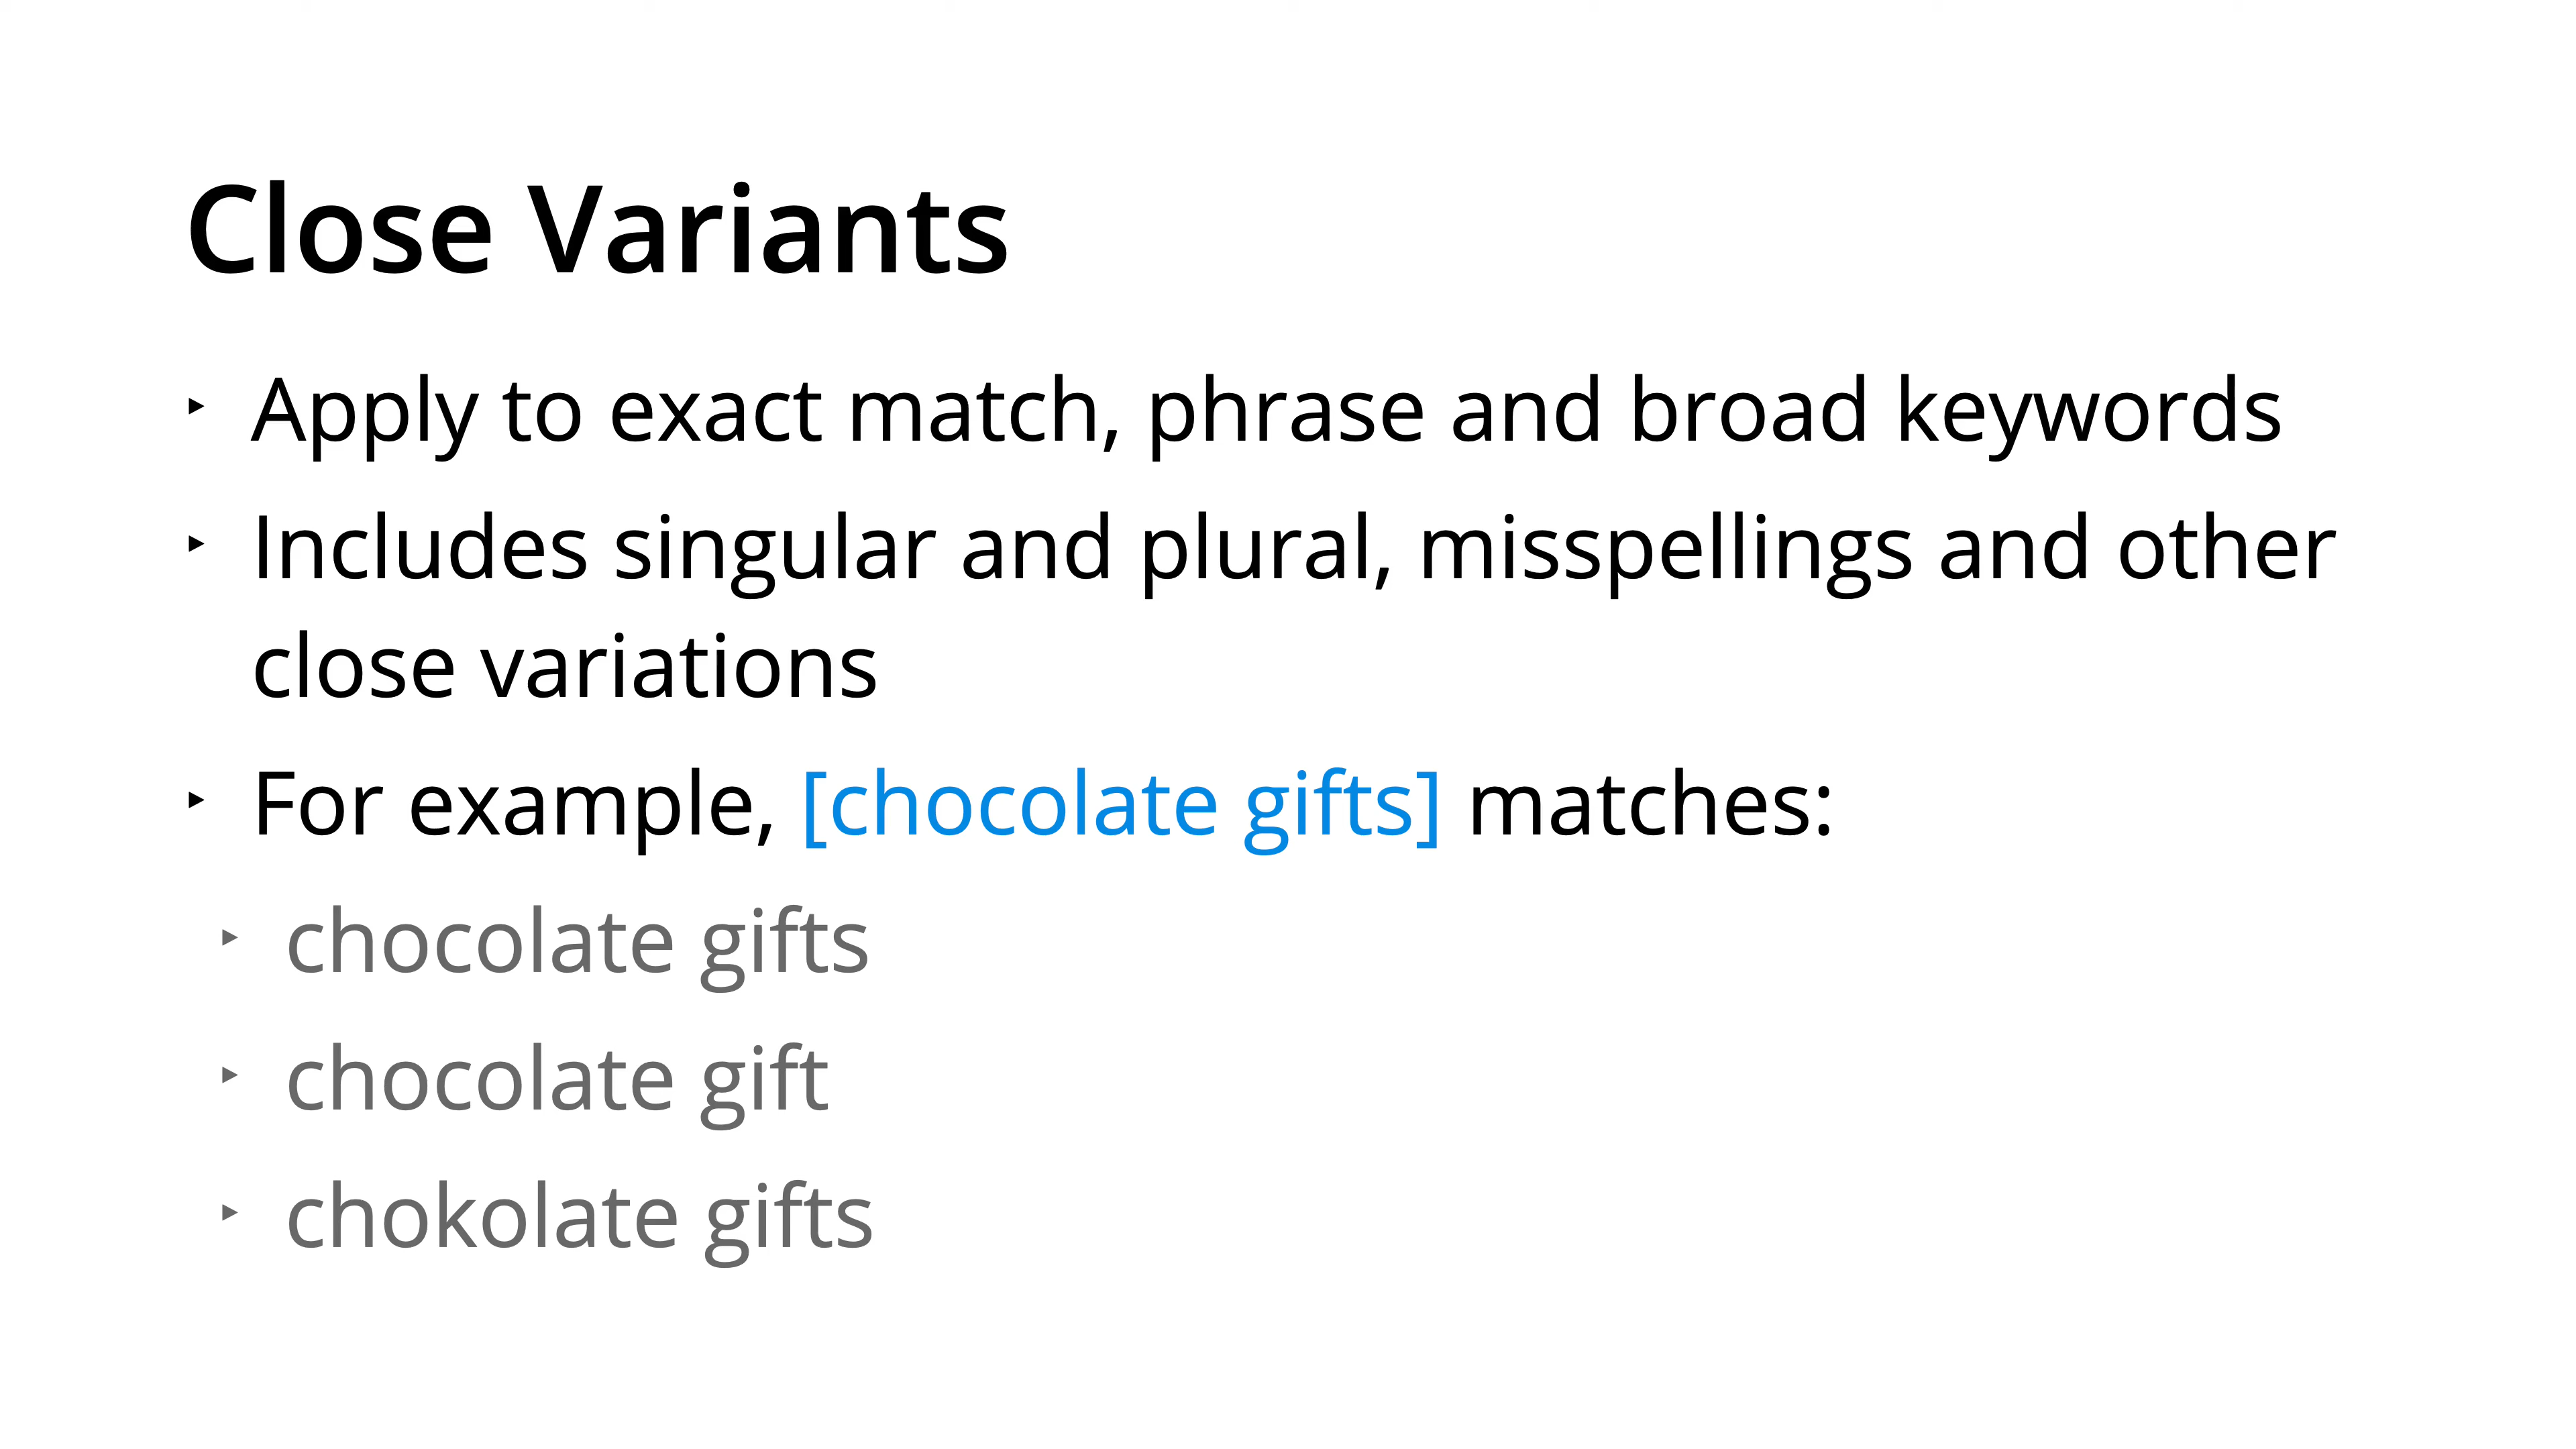 Close Variants
‣ Apply to exact match, phrase and broad keywords
‣ Includes singular and plural, misspellings and other
close variations
‣ For example, [chocolate gifts] matches:
‣ chocolate gifts
‣ chocolate gift
‣ chokolate gifts